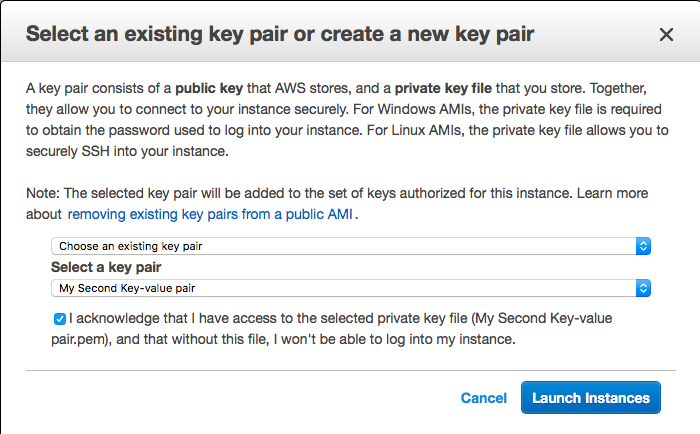 Select an existing key pair or create a new key pair
A key pair consists of a public key that AWS stores, and a private key file that you store. Together,
they allow you to connect to your instance securely. For Windows AMIs, the private key file is required
to obtain the password used to log into your instance. For Linux AMIs, the private key file allows you to
securely SSH into your instance.
Note: The selected key pair will be added to the set of keys authorized for this instance. Learn more
about removing existing key pairs from a public AMI .
Choose an existing key pair
Select a key pair
My Second Key-value pair
I acknowledge that I have access to the selected private key file (My Second Key-value
pair.pem), and that without this file, I won't be able to log into my instance.
Cancel Launch Instances